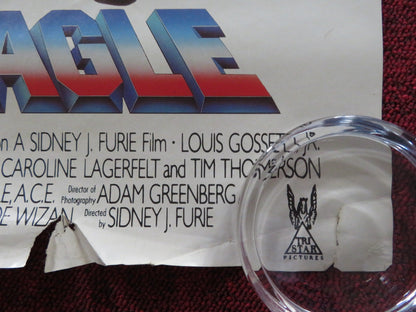 AGLE
A SIDNEY J. FURIE Film · LOUIS GOSSETT, JR.
CAROLINE LAGERFELT and TIM THOMERSON
A.C.E. Director of Photography ADAM GREENBERG
WIZAN Directed by SIDNEY J. FURIE
TRI
STAR
PICTURES